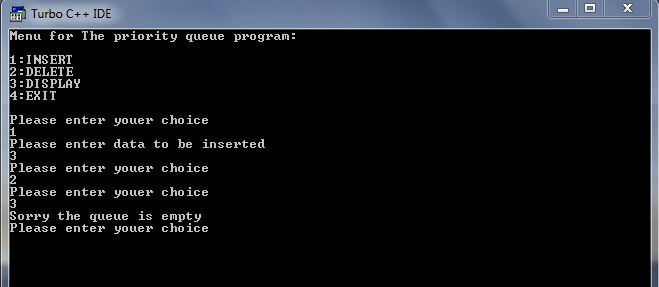 Turbo C++ IDE
Menu for The priority queue program:
1:INSERT
2:DELETE
3:DISPLAY
4:EXIT
Please enter youer choice
1
Please enter data to be inserted
3
Please enter youer choice
2
Please enter youer choice
3
Sorry the queue is empty
Please enter youer choice